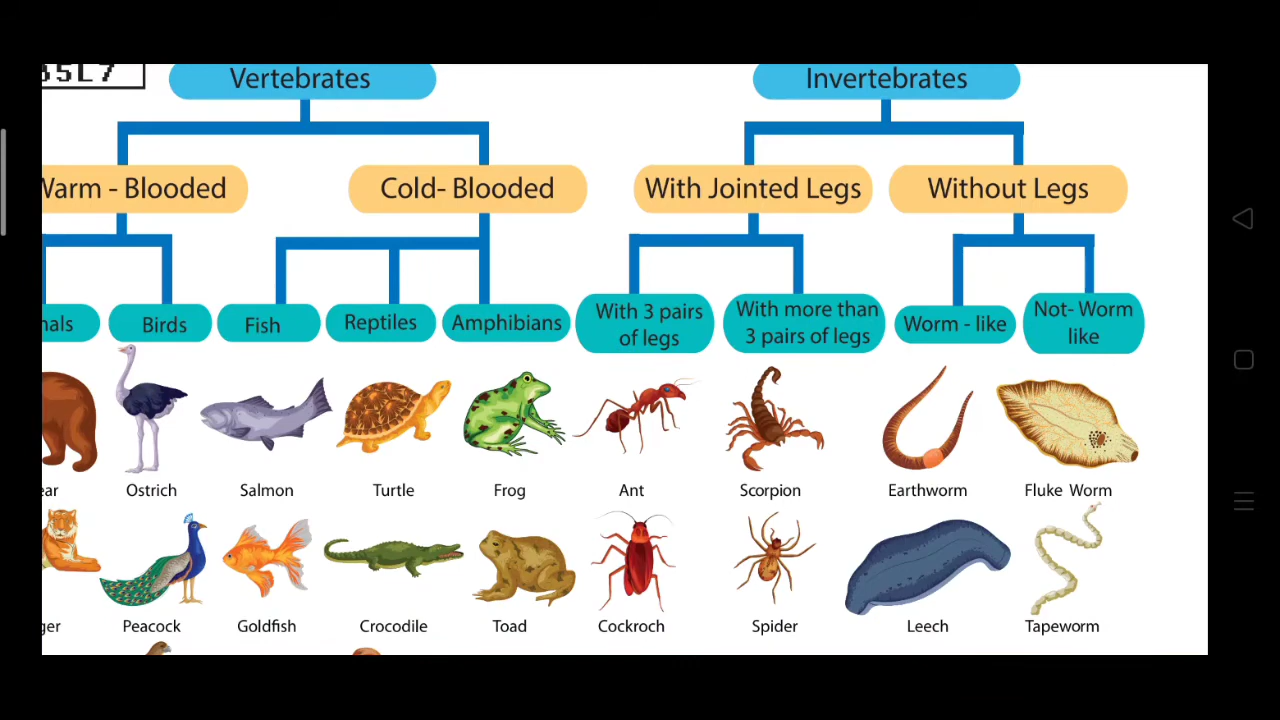 Vertebrates
Invertebrates
Warm - Blooded
Cold- Blooded
With Jointed Legs
Without Legs
Birds
Fish
Reptiles
Amphibians
With 3 pairs
of legs
With more than
3 pairs of legs
Worm - like
Not- Worm
like
Ostrich
Salmon
Turtle
Frog
Ant
Scorpion
Earthworm
Fluke Worm
Peacock
Goldfish
Crocodile
Toad
Cockroch
Spider
Leech
Tapeworm